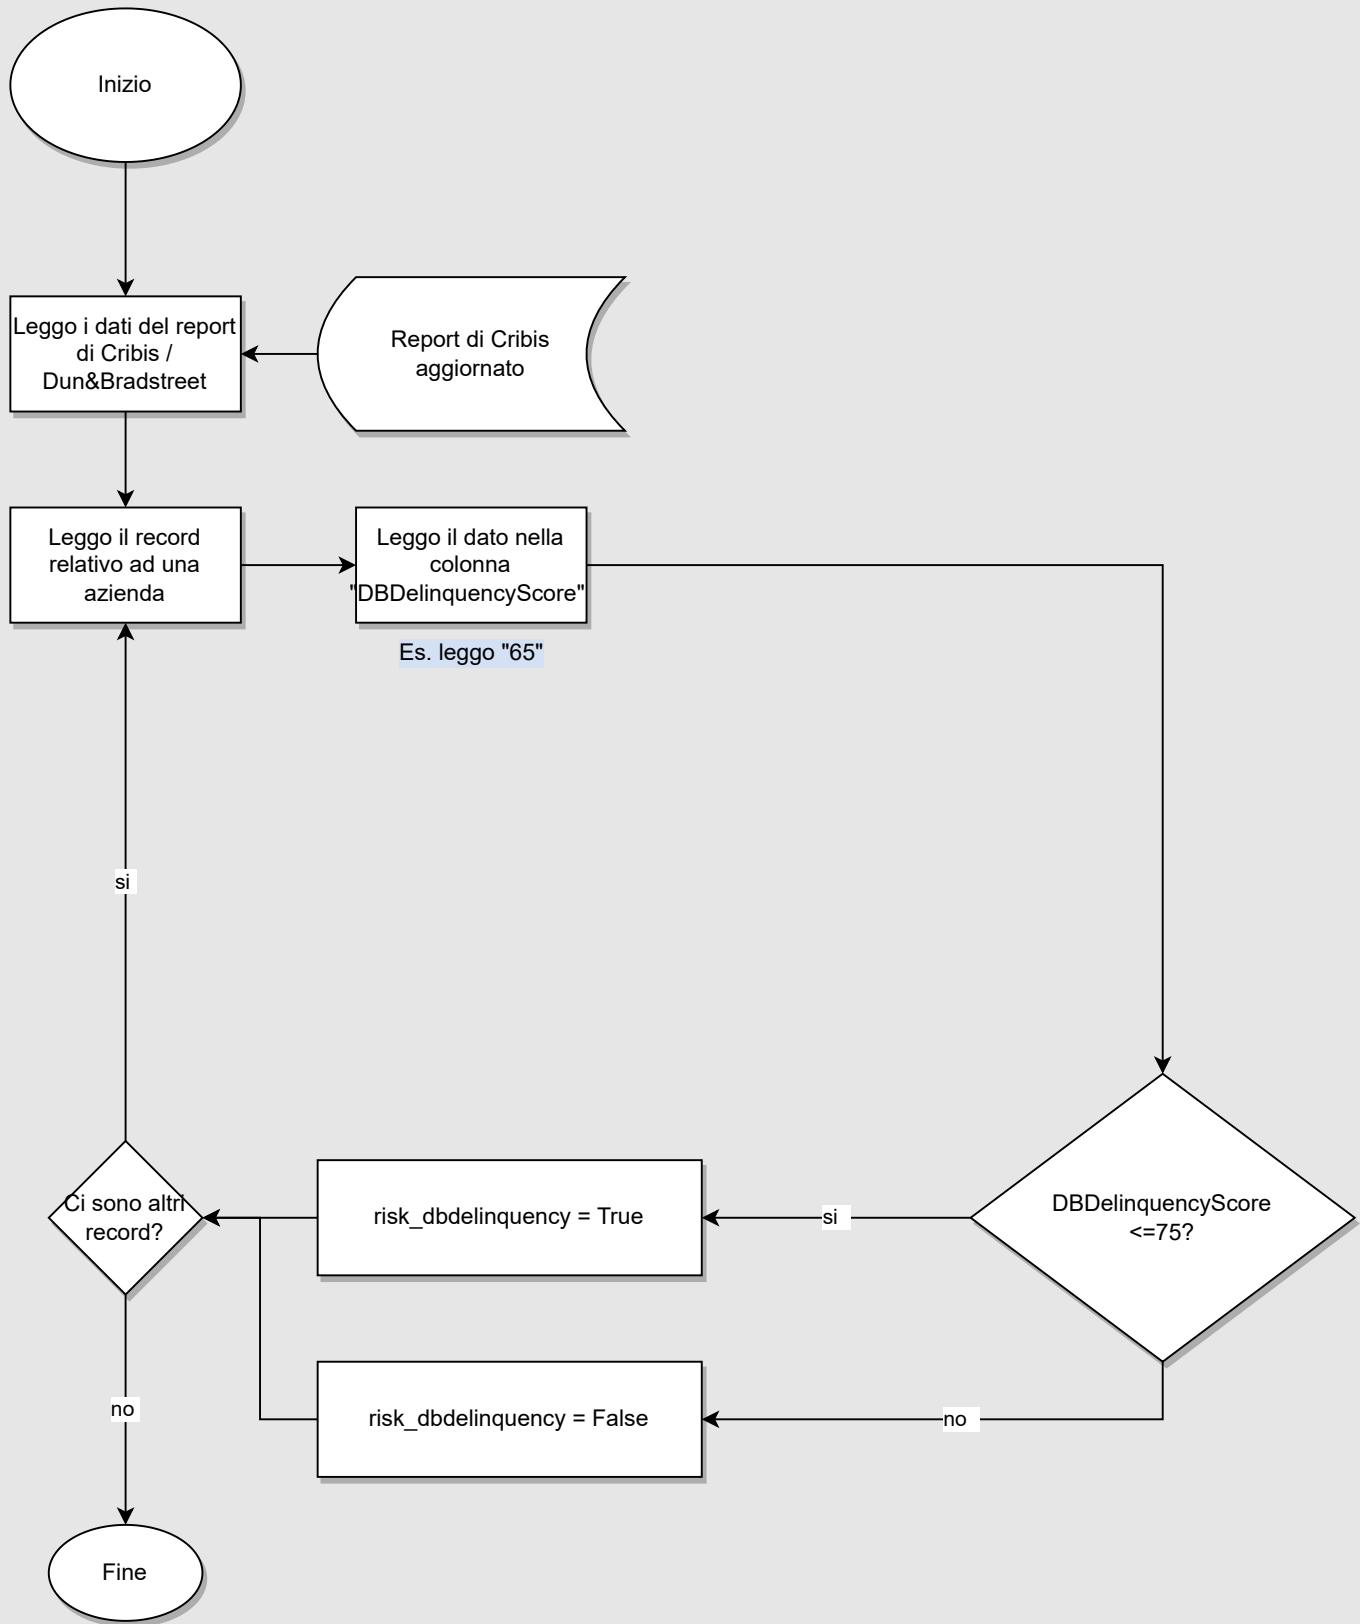 Inizio
Leggo i dati del report
di Cribis /
Dun&Bradstreet
Report di Cribis
aggiornato
Leggo il record
relativo ad una
azienda
Leggo il dato nella
colonna
"DBDelinquencyScore"
Es. leggo "65"
si
Ci sono altri
record?
risk_dbdelinquency = True
si
DBDelinquencyScore
<=75?
no
risk_dbdelinquency = False
no
Fine